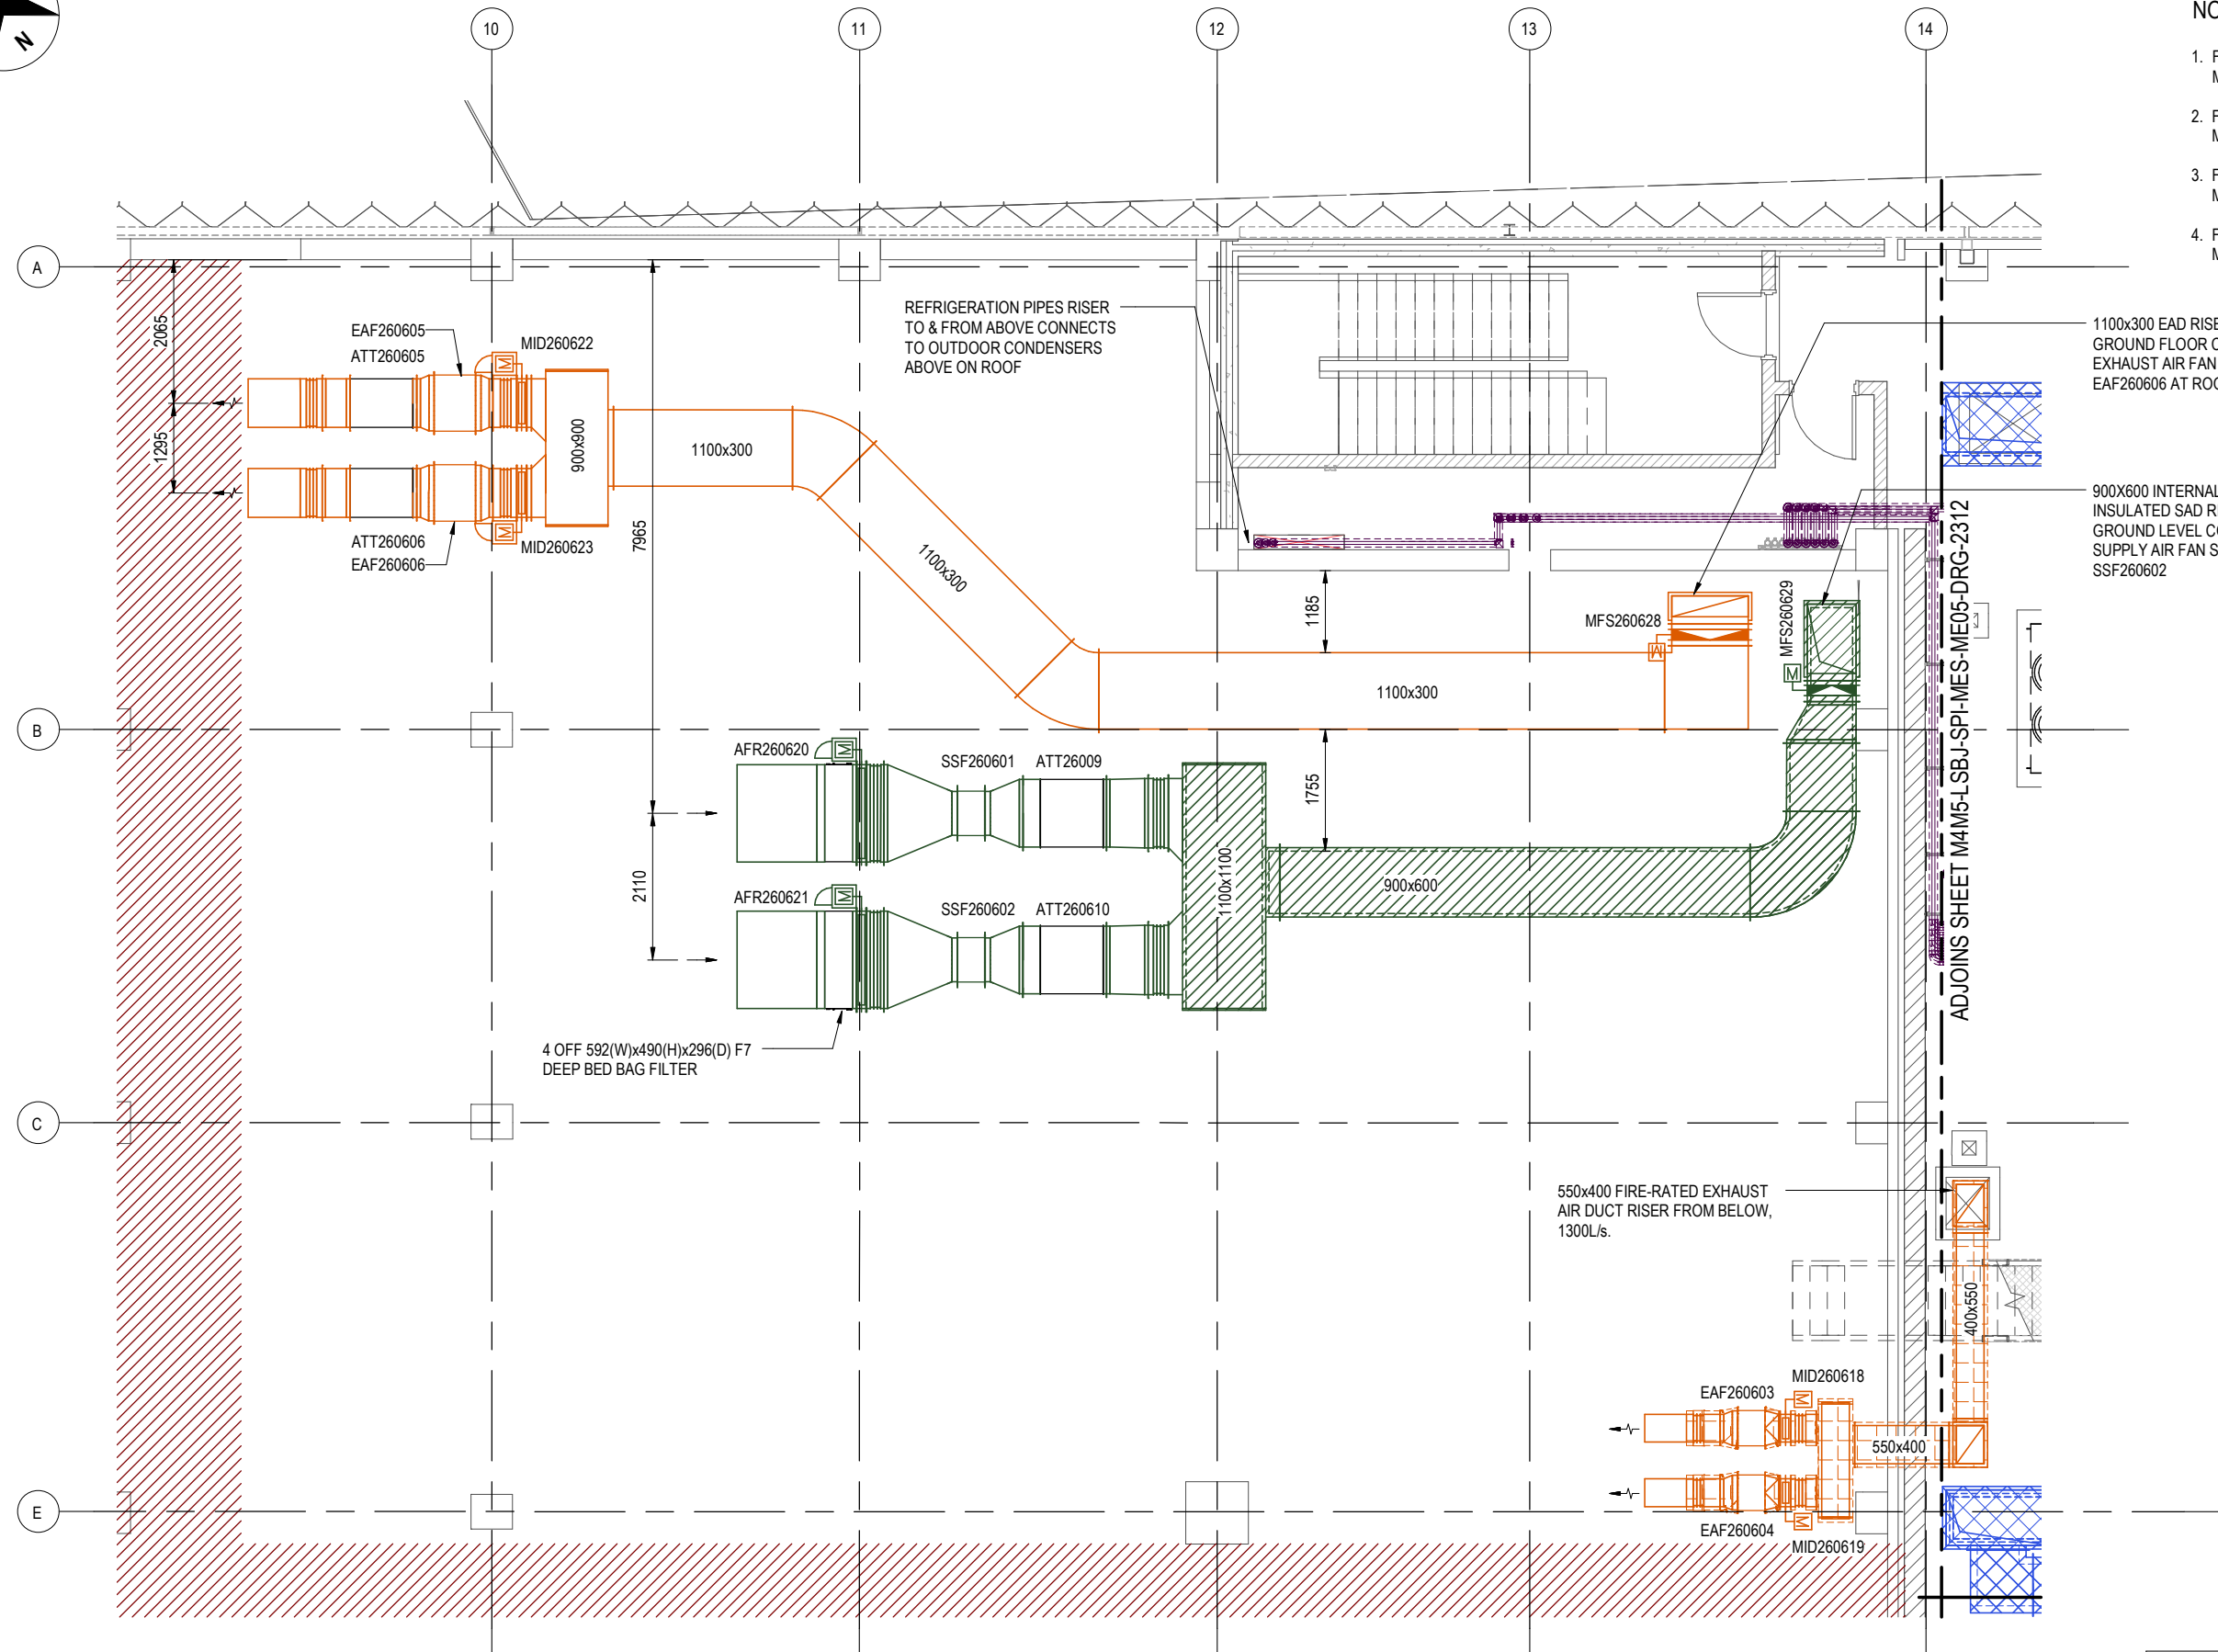 N
10
11
12
13
14
A
B
C
E
NO
1. F
M
2. F
M
3. F
M
4. F
M
REFRIGERATION PIPES RISER
TO & FROM ABOVE CONNECTS
TO OUTDOOR CONDENSERS
ABOVE ON ROOF
1100x300 EAD RISE
GROUND FLOOR C
EXHAUST AIR FAN
EAF260606 AT ROO
900X600 INTERNAL
INSULATED SAD R
GROUND LEVEL CO
SUPPLY AIR FAN S
SSF260602
EAF260605
ATT260605
MID260622
2065
1295
900x900
1100x300
ATT260606
EAF260606
MID260623
7965
1100x300
1185
MFS260628
M
MFS260629
M
1100x300
ADJOINS SHEET M4M5-LSBJ-SPI-MES-ME05-DRG-2312
AFR260620
M
SSF260601
ATT26009
1755
2110
AFR260621
M
SSF260602
ATT260610
1100x1100
900x600
4 OFF 592(W)x490(H)x296(D) F7
DEEP BED BAG FILTER
550x400 FIRE-RATED EXHAUST
AIR DUCT RISER FROM BELOW,
1300L/s.
400x550
MID260618
EAF260603
M
550x400
EAF260604
M
MID260619
M
M